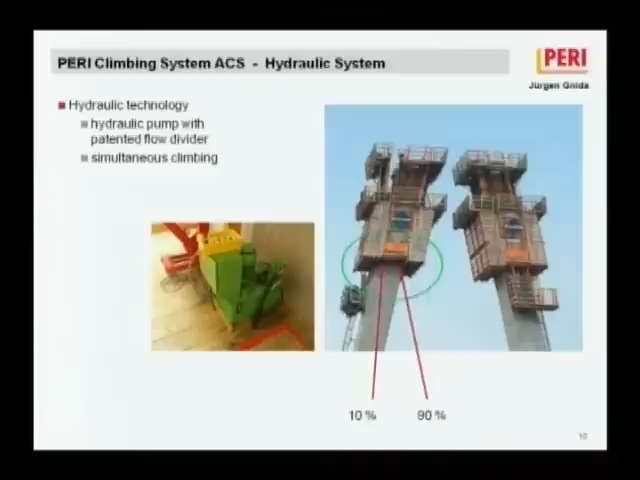 PERI Climbing System ACS - Hydraulic System
PERI
Jürgen Gnida
Hydraulic technology
hydraulic pump with
patented flow divider
simultaneous climbing
10 %
90 %